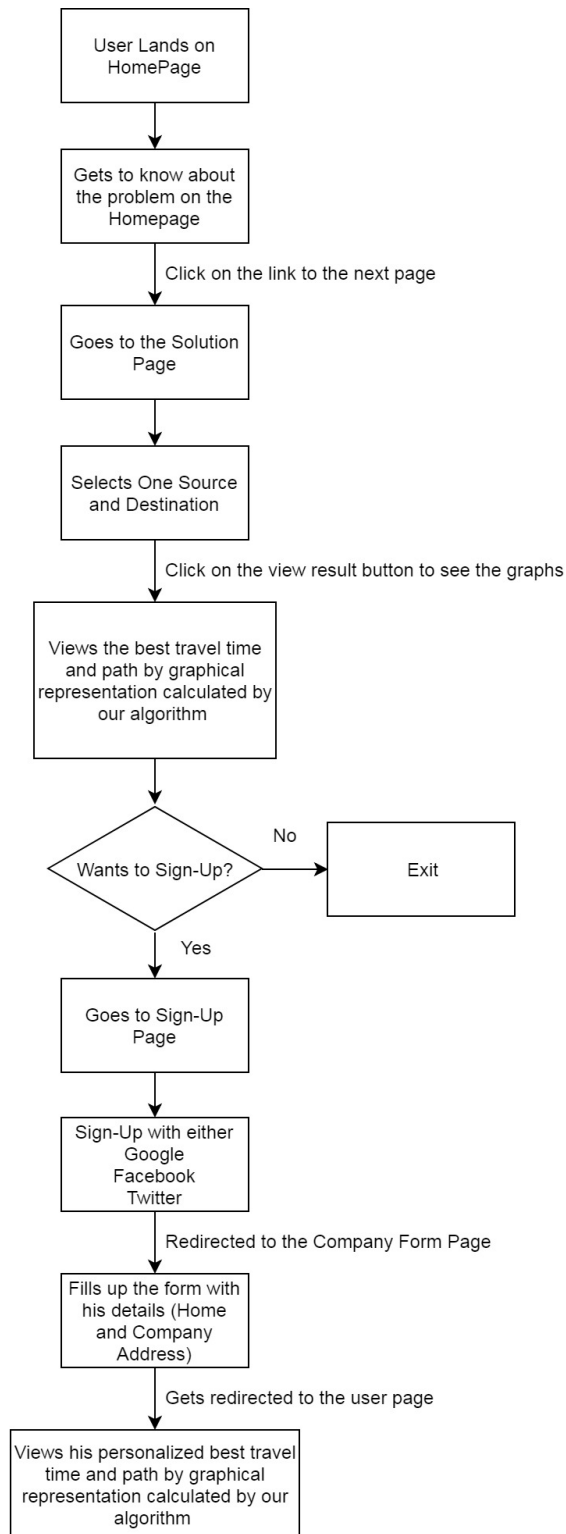 User Lands on
HomePage
Gets to know about
the problem on the
Homepage
Click on the link to the next page
Goes to the Solution
Page
Selects One Source
and Destination
Click on the view result button to see the graphs
Views the best travel time
and path by graphical
representation calculated by
our algorithm
Wants to Sign-Up?
No
Exit
Yes
Goes to Sign-Up
Page
Sign-Up with either
Google
Facebook
Twitter
Redirected to the Company Form Page
Fills up the form with
his details (Home
and Company
Address)
Gets redirected to the user page
Views his personalized best travel
time and path by graphical
representation calculated by our
algorithm